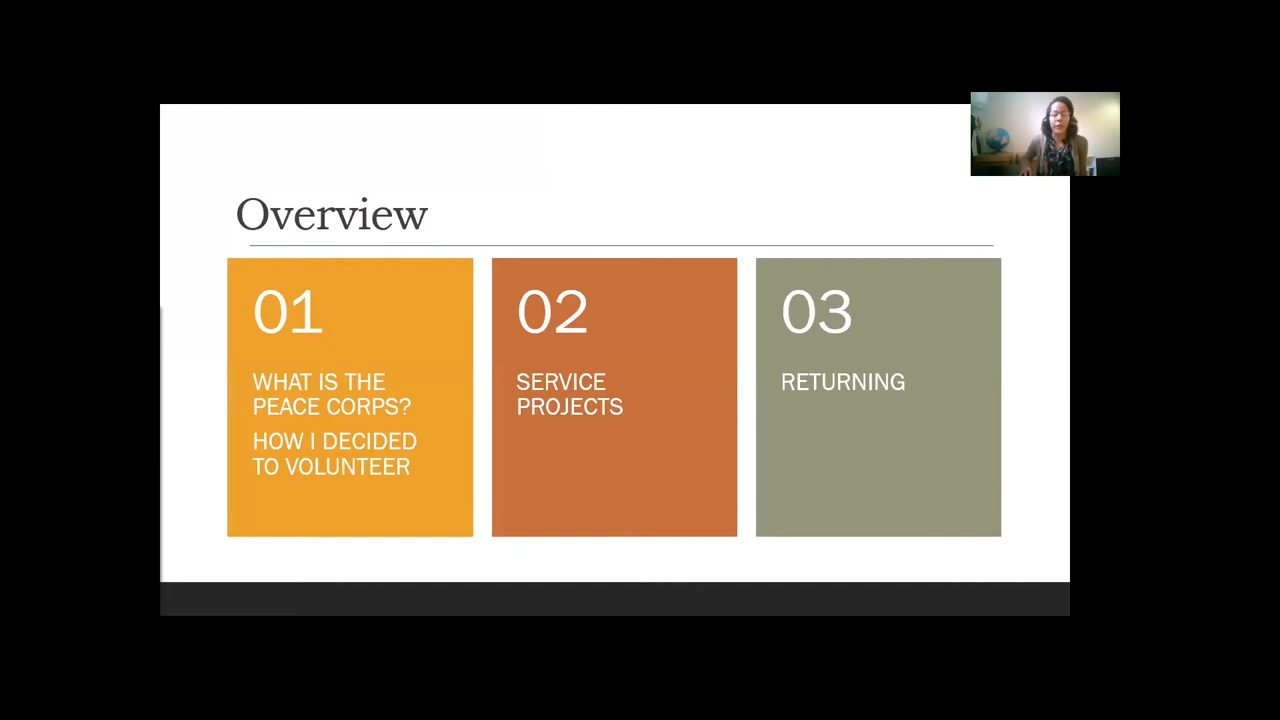 Overview
01
WHAT IS THE
PEACE CORPS?
HOW I DECIDED
TO VOLUNTEER
02
SERVICE
PROJECTS
03
RETURNING